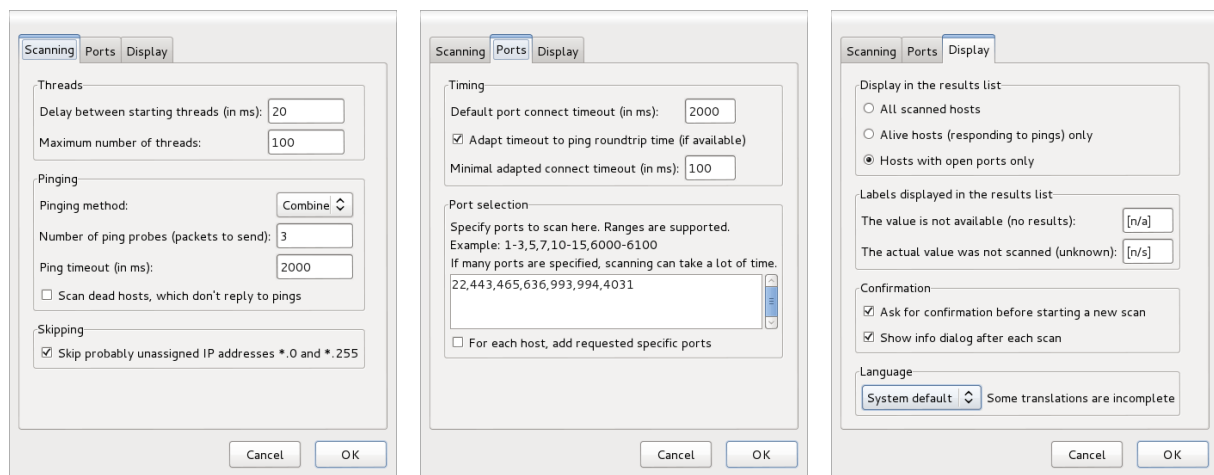 Scanning Ports Display
Threads
Delay between starting threads (in ms): 20
Maximum number of threads: 100
Pinging
Pinging method: Combine
Number of ping probes (packets to send): 3
Ping timeout (in ms): 2000
Scan dead hosts, which don't reply to pings
Skipping
Skip probably unassigned IP addresses *.0 and *.255
Cancel OK
Scanning Ports Display
Timing
Default port connect timeout (in ms): 2000
Adapt timeout to ping roundtrip time (if available)
Minimal adapted connect timeout (in ms): 100
Port selection
Specify ports to scan here. Ranges are supported.
Example: 1-3,5,7,10-15,6000-6100
If many ports are specified, scanning can take a lot of time.
22,443,465,636,993,994,4031
For each host, add requested specific ports
Cancel OK
Scanning Ports Display
Display in the results list
All scanned hosts
Alive hosts (responding to pings) only
Hosts with open ports only
Labels displayed in the results list
The value is not available (no results): [n/a]
The actual value was not scanned (unknown): [n/s]
Confirmation
Ask for confirmation before starting a new scan
Show info dialog after each scan
Language
System default Some translations are incomplete
Cancel OK